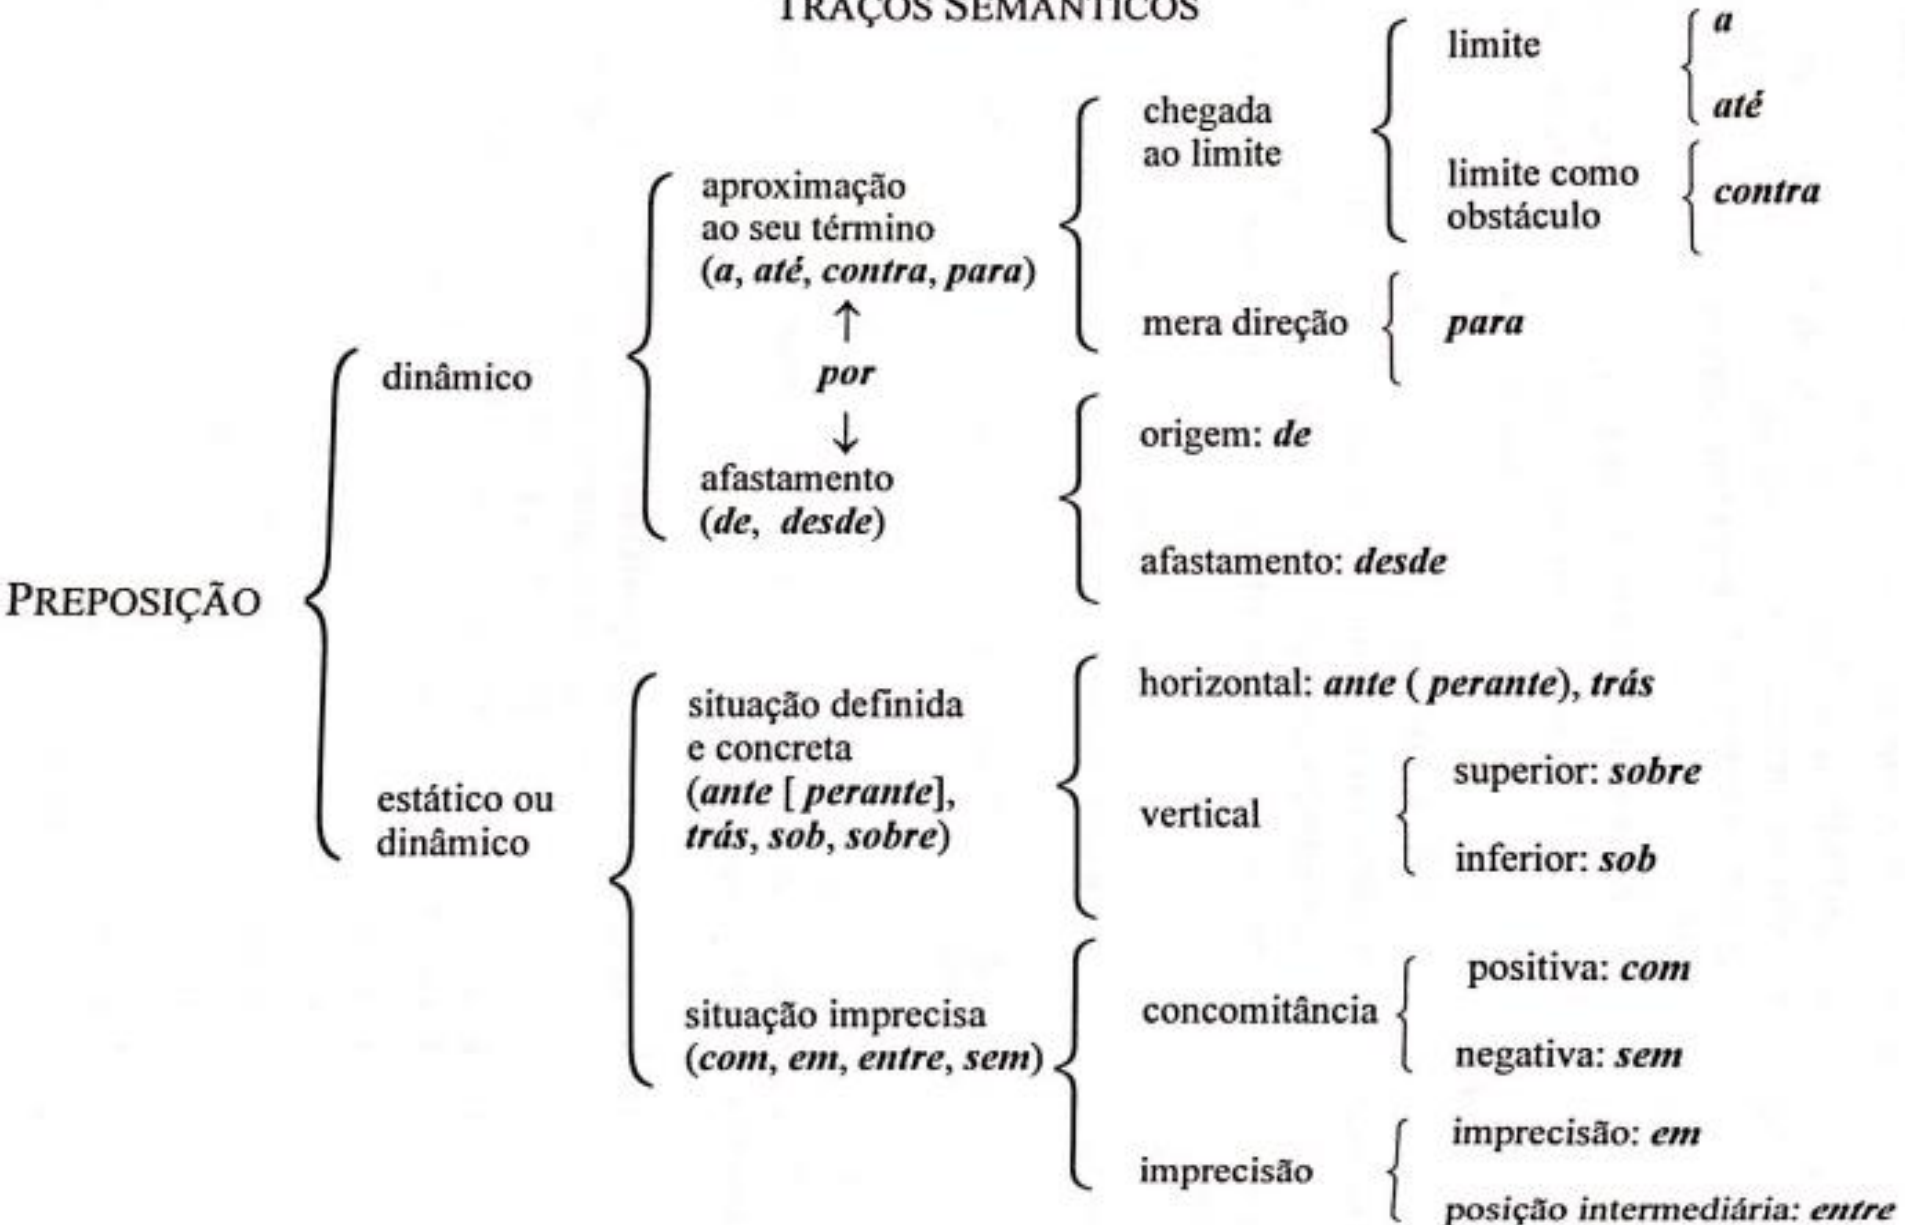 TRAÇOS SEMÂNTICOS
limite
a
até
chegada
ao limite
limite como
obstáculo
contra
aproximação
ao seu término
(a, até, contra, para)
mera direção
para
↑
por
↓
dinâmico
afastamento
(de, desde)
origem: de
afastamento: desde
PREPOSIÇÃO
estático ou
dinâmico
situação definida
e concreta
(ante [ perante],
trás, sob, sobre)
horizontal: ante ( perante), trás
vertical
superior: sobre
inferior: sob
situação imprecisa
(com, em, entre, sem)
concomitância
positiva: com
negativa: sem
imprecisão
imprecisão: em
posição intermediária: entre